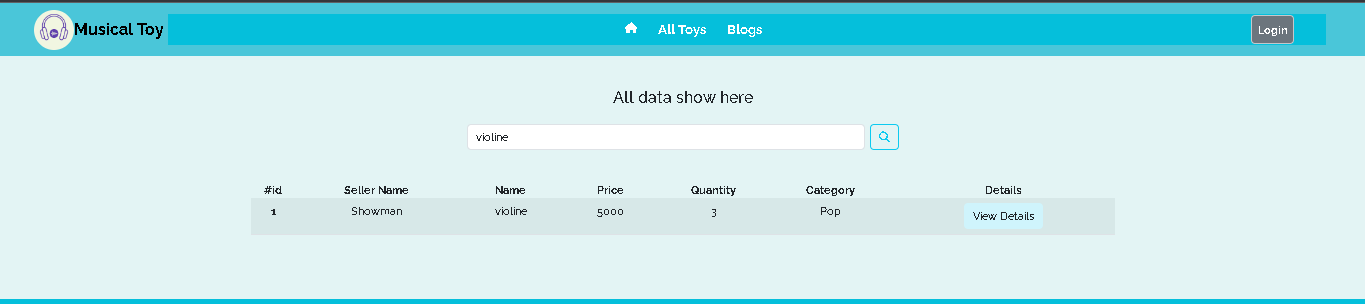 Musical Toy All Toys Blogs Login
All data show here
violine
#id Seller Name Name Price Quantity Category Details
1 Showman violine 5000 3 Pop View Details